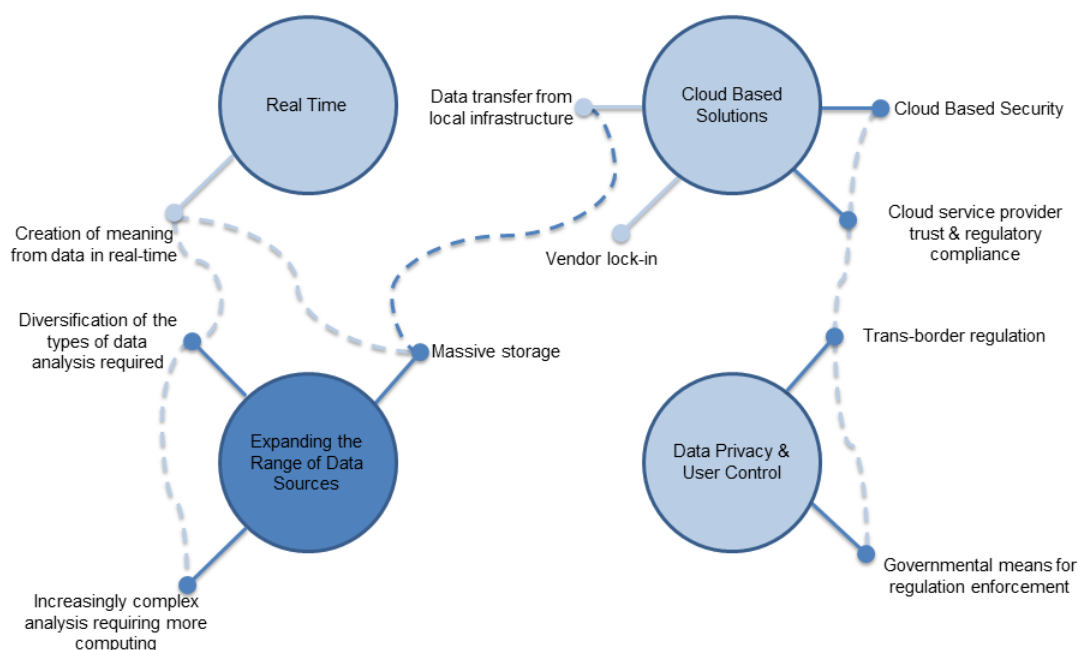 Real Time
Creation of meaning
from data in real-time
Data transfer from
local infrastructure
Cloud Based
Solutions
Cloud Based Security
Vendor lock-in
Cloud service provider
trust & regulatory
compliance
Diversification of the
types of data
analysis required
Massive storage
Trans-border regulation
Expanding the
Range of Data
Sources
Data Privacy &
User Control
Increasingly complex
analysis requiring more
computing
Governmental means for
regulation enforcement